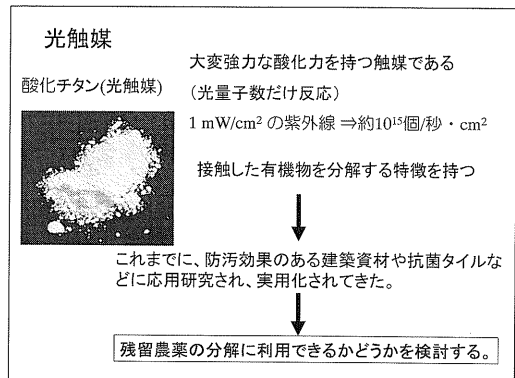 光触媒
大変強力な酸化力を持つ触媒である
酸化チタン(光触媒)
(光量子数だけ反応)
1 mW/cm² の紫外線 ⇒約10¹⁵個/秒・cm²
接触した有機物を分解する特徴を持つ
これまでに、防汚効果のある建築資材や抗菌タイルな
どに応用研究され、実用化されてきた。
残留農薬の分解に利用できるかどうかを検討する。